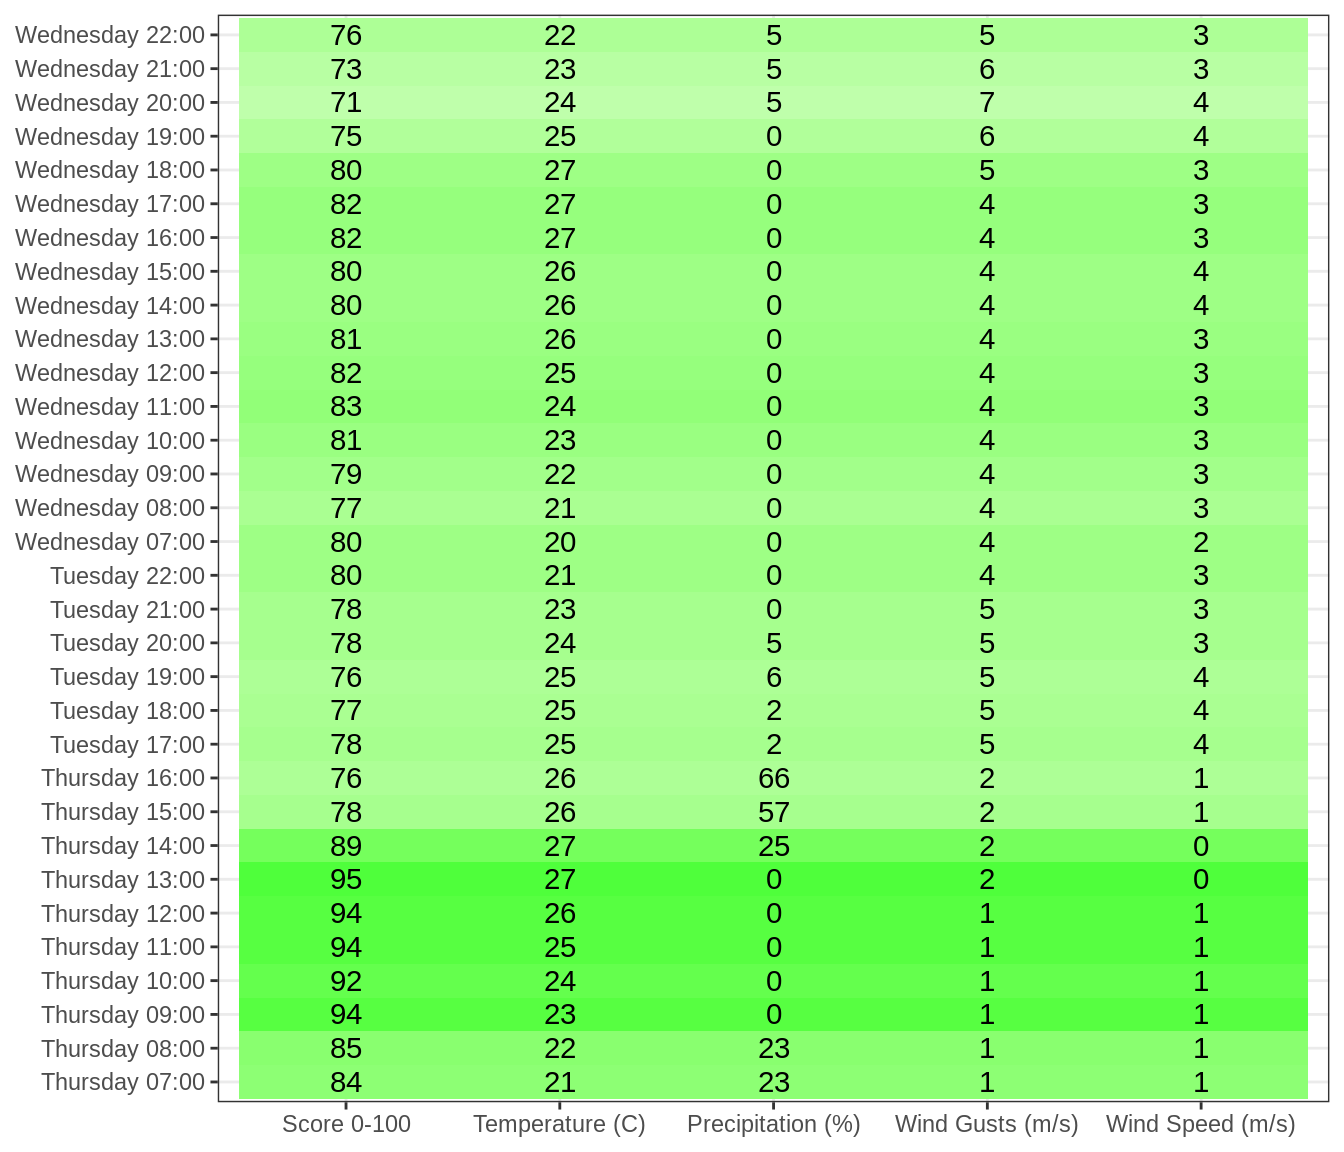 Wednesday 22:00 76 22 5 5 3
Wednesday 21:00 73 23 5 6 3
Wednesday 20:00 71 24 5 7 4
Wednesday 19:00 75 25 0 6 4
Wednesday 18:00 80 27 0 5 3
Wednesday 17:00 82 27 0 4 3
Wednesday 16:00 82 27 0 4 3
Wednesday 15:00 80 26 0 4 4
Wednesday 14:00 80 26 0 4 4
Wednesday 13:00 81 26 0 4 3
Wednesday 12:00 82 25 0 4 3
Wednesday 11:00 83 24 0 4 3
Wednesday 10:00 81 23 0 4 3
Wednesday 09:00 79 22 0 4 3
Wednesday 08:00 77 21 0 4 3
Wednesday 07:00 80 20 0 4 2
Tuesday 22:00 80 21 0 4 3
Tuesday 21:00 78 23 0 5 3
Tuesday 20:00 78 24 5 5 3
Tuesday 19:00 76 25 6 5 4
Tuesday 18:00 77 25 2 5 4
Tuesday 17:00 78 25 2 5 4
Thursday 16:00 76 26 66 2 1
Thursday 15:00 78 26 57 2 1
Thursday 14:00 89 27 25 2 0
Thursday 13:00 95 27 0 2 0
Thursday 12:00 94 26 0 1 1
Thursday 11:00 94 25 0 1 1
Thursday 10:00 92 24 0 1 1
Thursday 09:00 94 23 0 1 1
Thursday 08:00 85 22 23 1 1
Thursday 07:00 84 21 23 1 1
Score 0-100 Temperature (C) Precipitation (%) Wind Gusts (m/s) Wind Speed (m/s)